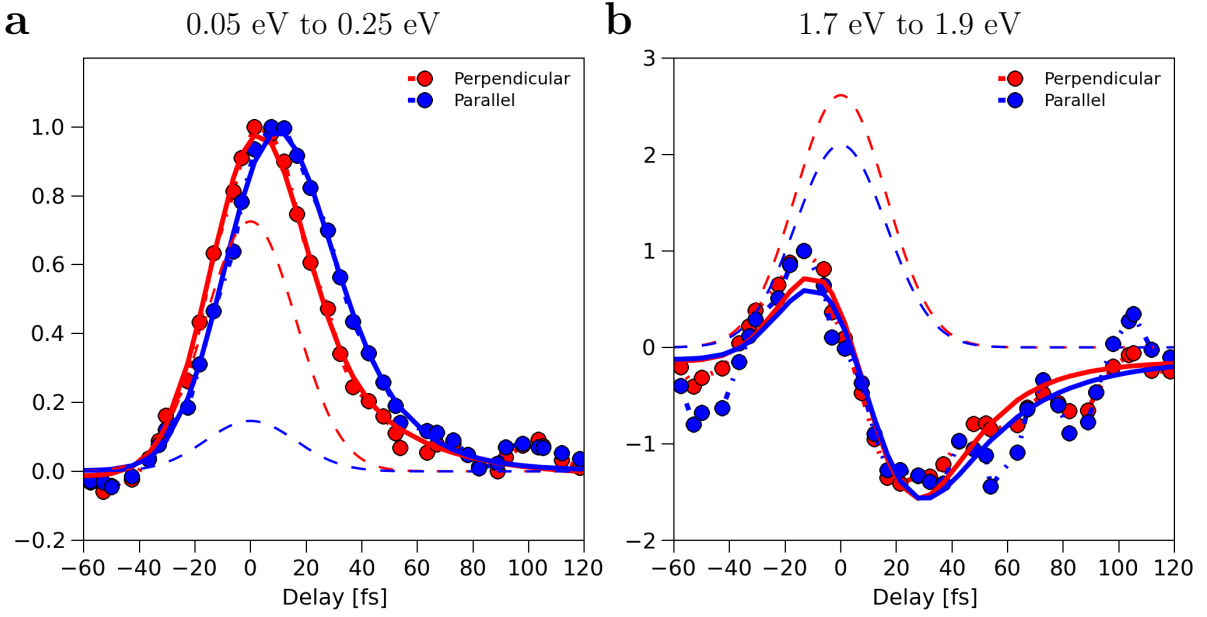 a
0.05 eV to 0.25 eV
Perpendicular
Parallel
1.0
0.8
0.6
0.4
0.2
0.0
−0.2
−60 −40 −20 0 20 40 60 80 100 120
Delay [fs]
b
1.7 eV to 1.9 eV
Perpendicular
Parallel
3
2
1
0
−1
−2
−60 −40 −20 0 20 40 60 80 100 120
Delay [fs]